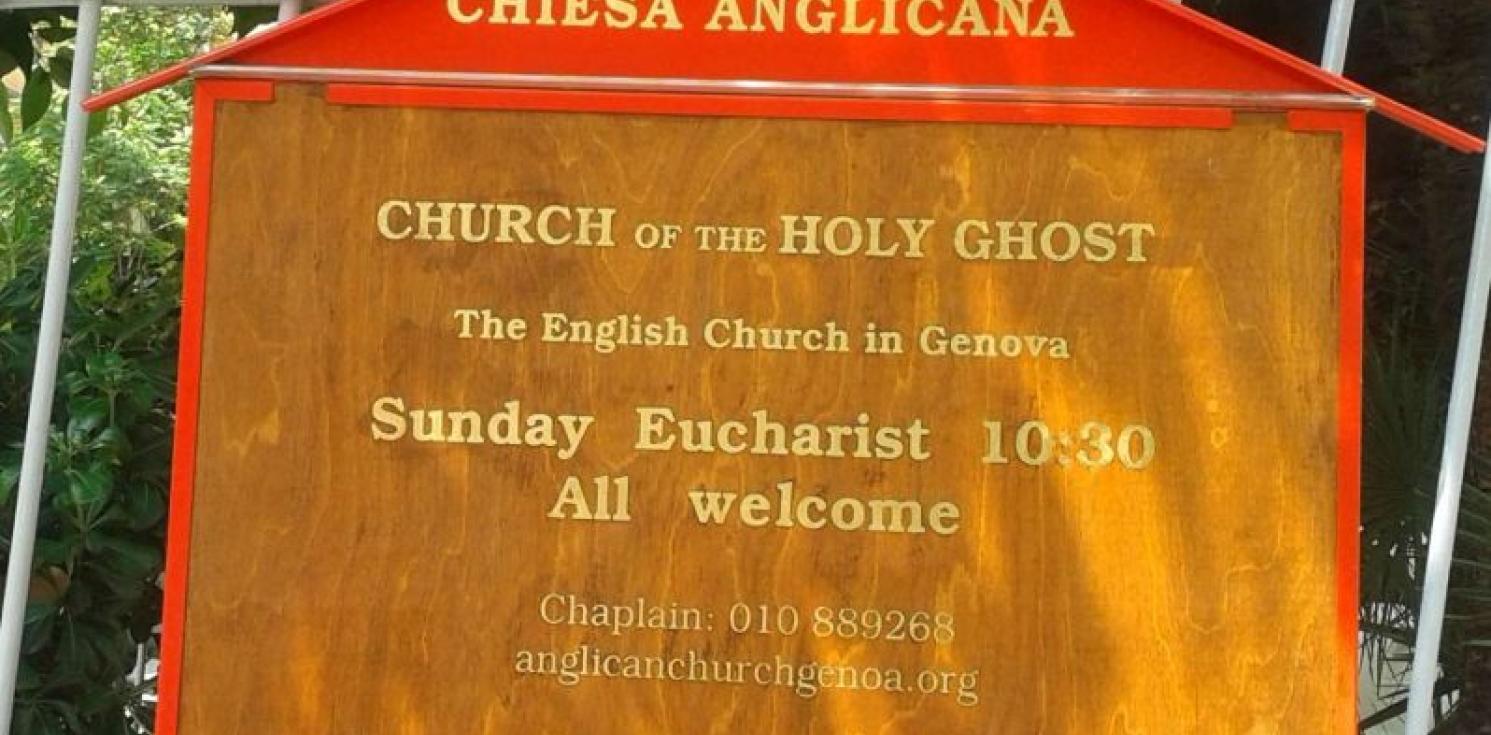 CHIESA ANGLICANA
CHURCH OF THE HOLY GHOST
The English Church in Genova
Sunday Eucharist 10:30
All welcome
Chaplain: 010 889268
anglicanchurchgenoa.org